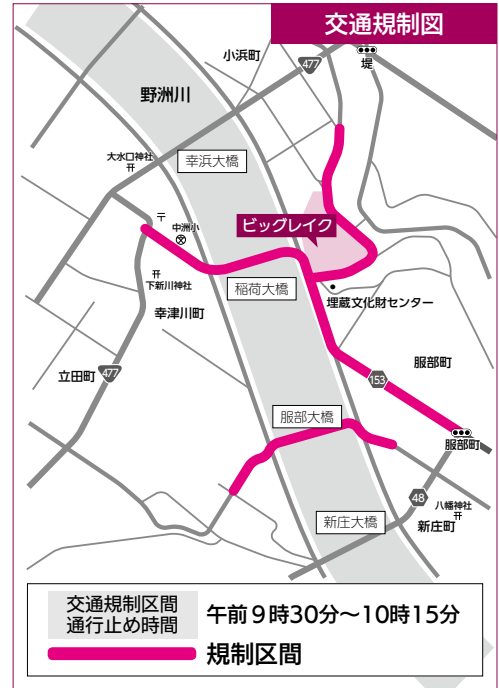 交通規制図
小浜町
477
堤
野洲川
大水口神社
幸浜大橋
中洲小
ビッグレイク
下新川神社
稲荷大橋
埋蔵文化財センター
幸津川町
立田町
477
服部町
153
服部大橋
服部町
48
八幡神社
新庄大橋
新庄町
交通規制区間
通行止め時間
午前9時30分~10時15分
規制区間